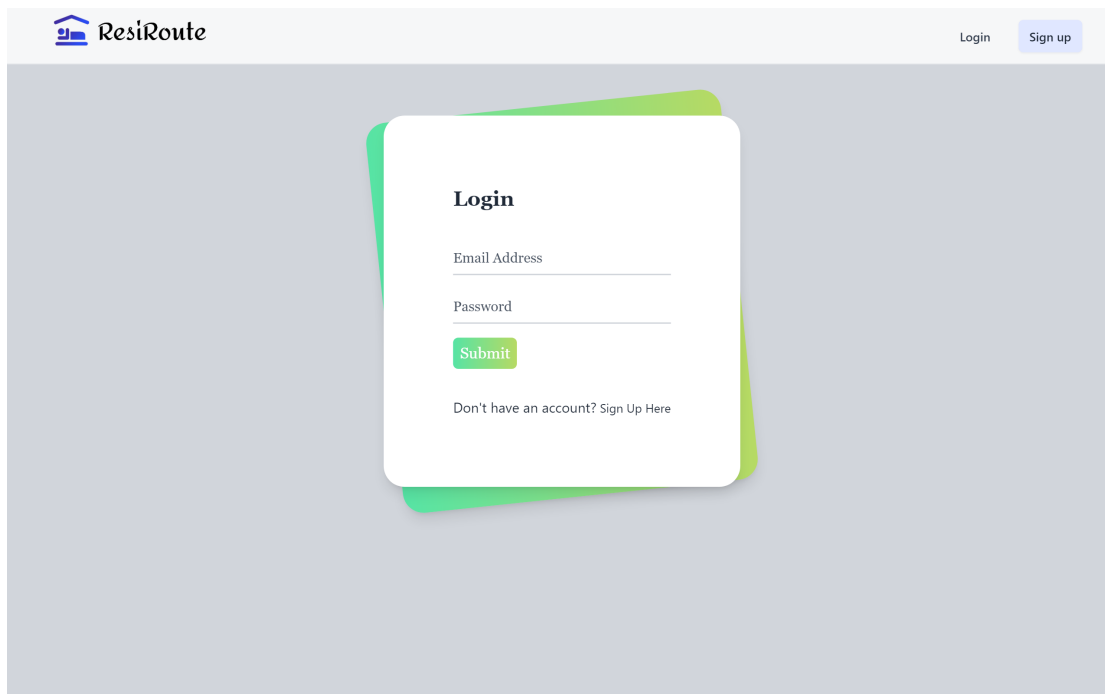 ResiRoute
Login
Sign up
Login
Email Address
Password
Submit
Don't have an account? Sign Up Here